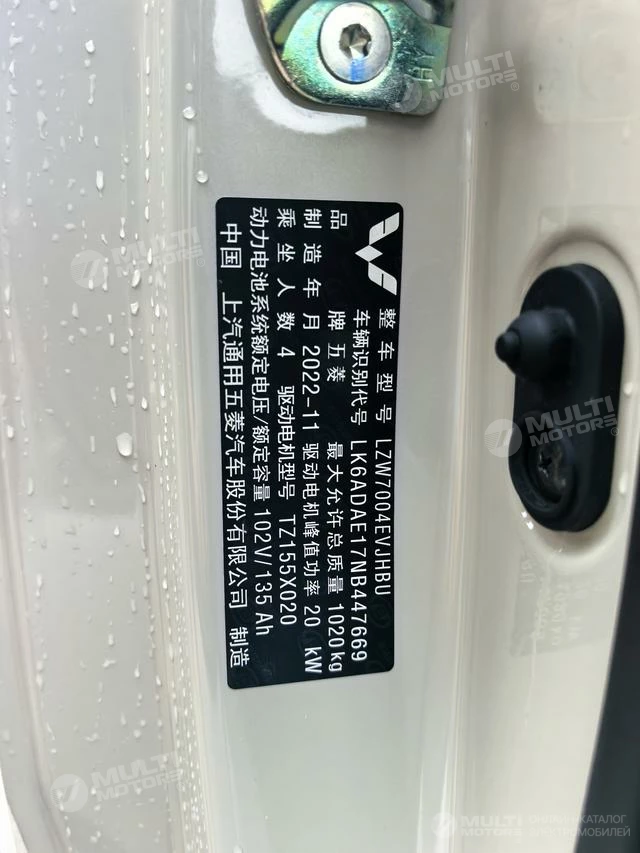 整车型号 LZW7004EVJHBU
车辆识别代号 LK6ADAE17NB447669
品牌 五菱 最大允许总质量 1020kg
制造年月 2022-11 驱动电机峰值功率 20 kW
乘坐人数 4 驱动电机型号 TZ155X020
动力电池系统额定电压/额定容量 102V/135 Ah
中国 上汽通用五菱汽车股份有限公司 制造
MULTI
MOTORS®
MULTI
MOTORS®
MULTI
MOTORS®
MULTI
MOTORS®
MULTI
MOTORS
ОНЛАЙН-КАТАЛОГ
ЭЛЕКТРОМОБИЛЕЙ